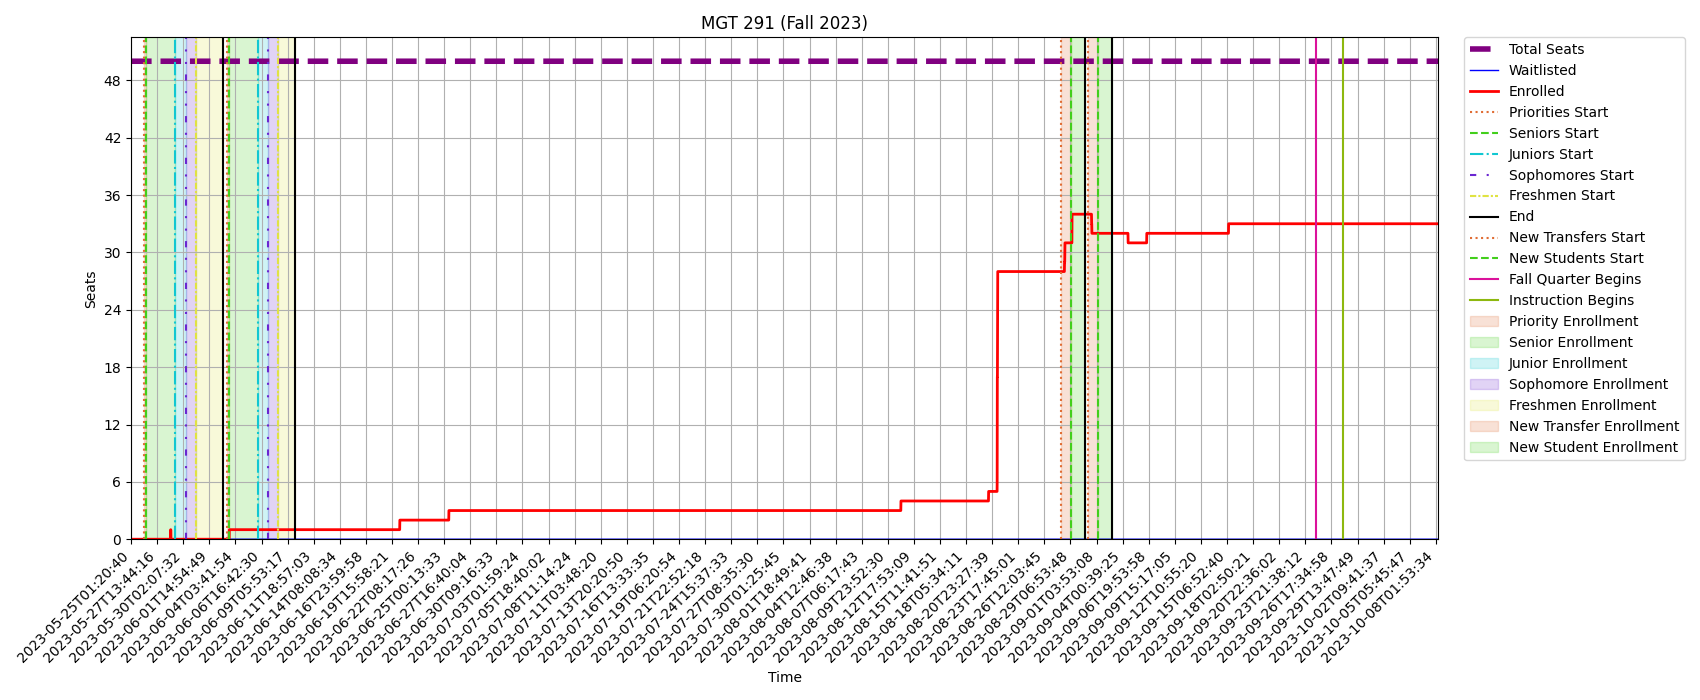 MGT 291 (Fall 2023)
Seats
48
42
36
30
24
18
12
6
0
2023-05-25T01:20:40
2023-05-27T13:44:16
2023-05-30T02:07:32
2023-06-01T14:54:49
2023-06-04T03:41:54
2023-06-06T16:42:30
2023-06-09T05:53:17
2023-06-11T18:57:03
2023-06-14T08:08:34
2023-06-16T23:59:58
2023-06-19T15:58:21
2023-06-22T08:17:26
2023-06-25T00:13:33
2023-06-27T16:40:04
2023-06-30T09:16:33
2023-07-03T01:59:24
2023-07-05T18:40:02
2023-07-08T11:14:24
2023-07-11T03:48:20
2023-07-13T20:20:50
2023-07-16T13:33:35
2023-07-19T06:20:54
2023-07-21T22:52:18
2023-07-24T15:37:33
2023-07-27T08:35:30
2023-07-30T01:25:45
2023-08-01T18:49:41
2023-08-04T12:46:38
2023-08-07T06:17:43
2023-08-09T23:52:30
2023-08-12T17:53:09
2023-08-15T11:41:51
2023-08-18T05:34:11
2023-08-20T23:27:39
2023-08-23T17:45:01
2023-08-26T12:03:45
2023-08-29T06:53:48
2023-09-01T03:53:08
2023-09-04T00:39:25
2023-09-06T19:53:58
2023-09-09T15:17:05
2023-09-12T10:55:20
2023-09-15T06:52:40
2023-09-18T02:50:21
2023-09-20T22:36:02
2023-09-23T21:38:12
2023-09-26T17:34:58
2023-09-29T13:47:49
2023-10-02T09:41:37
2023-10-05T05:45:47
2023-10-08T01:53:34
Time
Total Seats
Waitlisted
Enrolled
Priorities Start
Seniors Start
Juniors Start
Sophomores Start
Freshmen Start
End
New Transfers Start
New Students Start
Fall Quarter Begins
Instruction Begins
Priority Enrollment
Senior Enrollment
Junior Enrollment
Sophomore Enrollment
Freshmen Enrollment
New Transfer Enrollment
New Student Enrollment